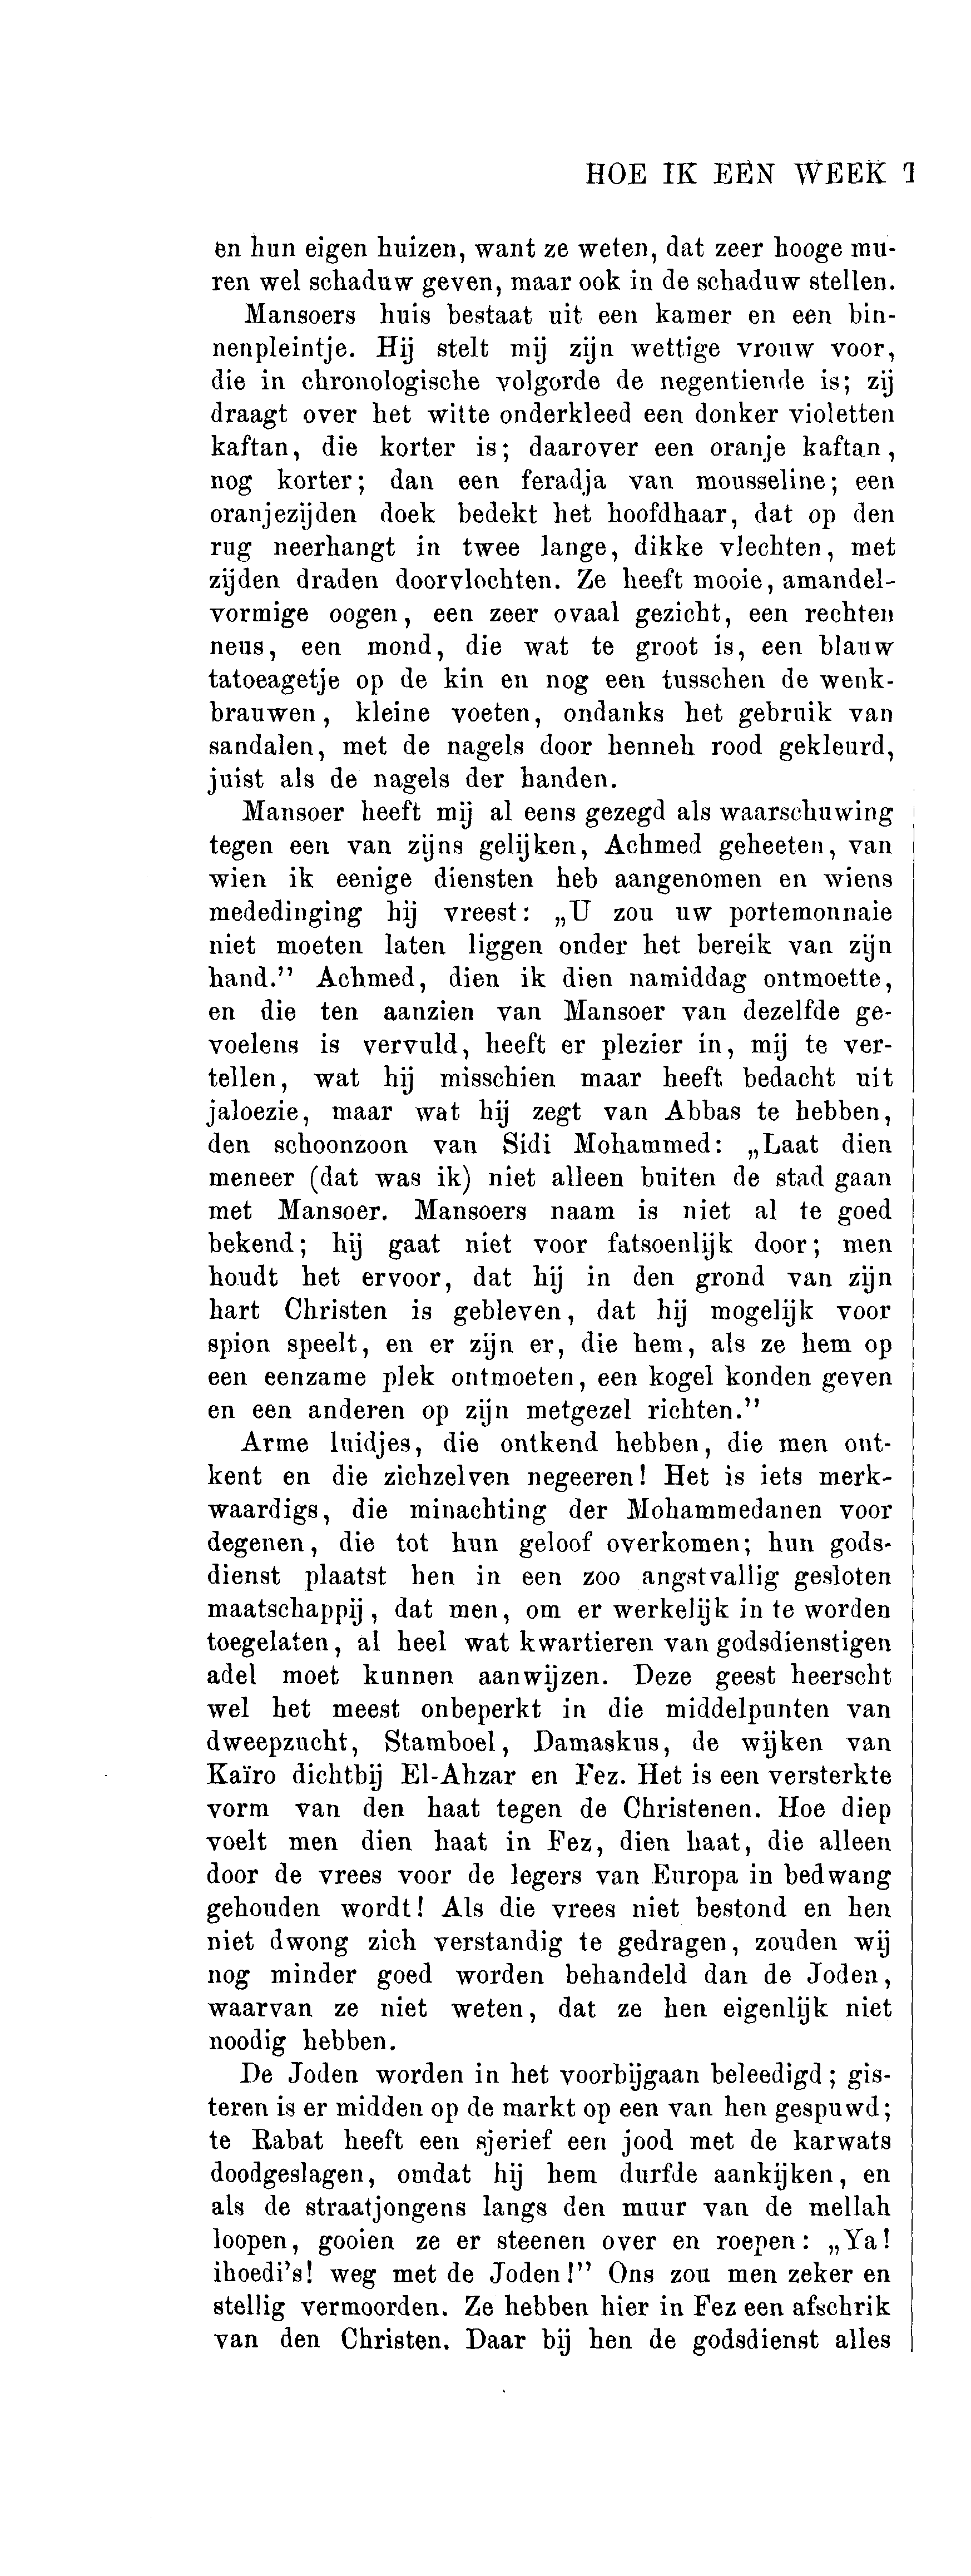 HOE IK EEN WEEK
en hun eigen huizen, want ze weten, dat zeer hooge mu-
ren wel schaduw geven, maar ook in de schaduw stellen.
Mansoers huis bestaat uit een kamer en een bin-
nenpleintje. Hij stelt mij zijn wettige vrouw voor,
die in chronologische volgorde de negentiende is; zij
draagt over het witte onderkleed een donker violetten
kaftan, die korter is; daarover een oranje kaftan,
nog korter; dan een feradja van mousseline; een
oranjezijden doek bedekt het hoofdhaar, dat op den
rug neerhangt in twee lange, dikke vlechten, met
zijden draden doorvlochten. Ze heeft mooie, amandel-
vormige oogen, een zeer ovaal gezicht, een rechten
neus, een mond, die wat te groot is, een blauw
tatoeagetje op de kin en nog een tusschen de wenk-
brauwen, kleine voeten, ondanks het gebruik van
sandalen, met de nagels door henneh rood gekleurd,
juist als de nagels der handen.
Mansoer heeft mij al eens gezegd als waarschuwing
tegen een van zijns gelijken, Achmed geheeten, van
wien ik eenige diensten heb aangenomen en wiens
mededinging hij vreest: „U zou uw portemonnaie
niet moeten laten liggen onder het bereik van zijn
hand.” Achmed, dien ik dien namiddag ontmoette,
en die ten aanzien van Mansoer van dezelfde ge-
voelens is vervuld, heeft er plezier in, mij te ver-
tellen, wat hij misschien maar heeft bedacht uit
jaloezie, maar wat hij zegt van Abbas te hebben,
den schoonzoon van Sidi Mohammed: „Laat dien
meneer (dat was ik) niet alleen buiten de stad gaan
met Mansoer. Mansoers naam is niet al te goed
bekend; hij gaat niet voor fatsoenlijk door; men
houdt het ervoor, dat hij in den grond van zijn
hart Christen is gebleven, dat hij mogelijk voor
spion speelt, en er zijn er, die hem, als ze hem op
een eenzame plek ontmoeten, een kogel konden geven
en een anderen op zijn metgezel richten.”
Arme luidjes, die ontkend hebben, die men ont-
kent en die zichzelven negeeren! Het is iets merk-
waardigs, die minachting der Mohammedanen voor
degenen, die tot hun geloof overkomen; hun gods-
dienst plaatst hen in een zoo angstvallig gesloten
maatschappij, dat men, om er werkelijk in te worden
toegelaten, al heel wat kwartieren van godsdienstigen
adel moet kunnen aanwijzen. Deze geest heerscht
wel het meest onbeperkt in die middelpunten van
dweepzucht, Stamboel, Damaskus, de wijken van
Kaïro dichtbij El-Ahzar en Fez. Het is een versterkte
vorm van den haat tegen de Christenen. Hoe diep
voelt men dien haat in Fez, dien haat, die alleen
door de vrees voor de legers van Europa in bedwang
gehouden wordt! Als die vrees niet bestond en hen
niet dwong zich verstandig te gedragen, zouden wij
nog minder goed worden behandeld dan de Joden,
waarvan ze niet weten, dat ze hen eigenlijk niet
noodig hebben.
De Joden worden in het voorbijgaan beleedigd; gis-
teren is er midden op de markt op een van hen gespuwd;
te Rabat heeft een sjerief een jood met de karwats
doodgeslagen, omdat hij hem durfde aankijken, en
als de straatjongens langs den muur van de mellah
loopen, gooien ze er steenen over en roepen: „Ya!
ihoedi's! weg met de Joden!” Ons zou men zeker en
stellig vermoorden. Ze hebben hier in Fez een afschrik
van den Christen. Daar bij hen de godsdienst alles